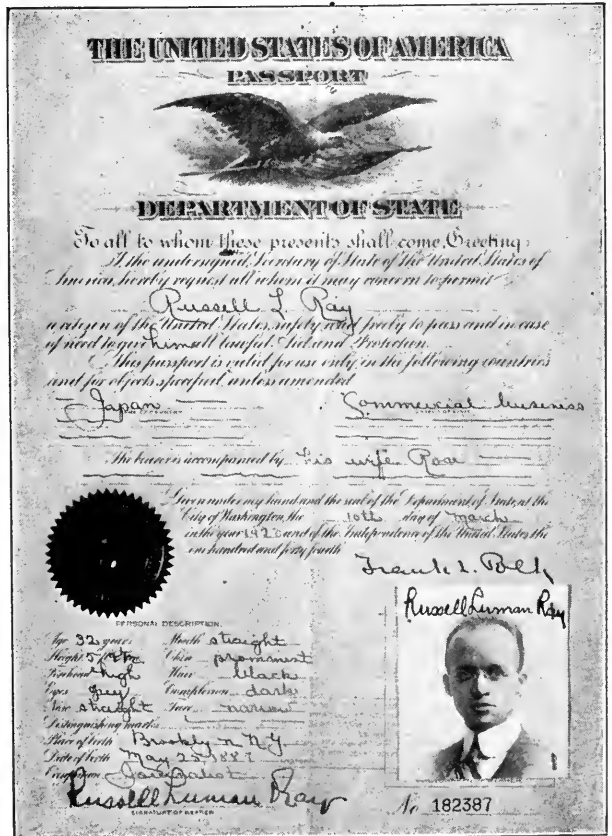 THE UNITED STATES OF AMERICA
PASSPORT
DEPARTMENT OF STATE
To all to whom these presents shall come, Greeting:
I, the undersigned, Secretary of State of the United States of
America, hereby request all whom it may concern to permit
Russell L Ray
a citizen of the United States, safely and freely to pass and in case
of need to give him all lawful Aid and Protection.
This passport is valid for use only in the following countries
and for objects specified, unless amended
Japan Commercial business
The bearer is accompanied by his wife Rose
Given under my hand and the seal of the Department of State, at the
City of Washington, the 10th day of March
in the year 1920 and of the Independence of the United States the
one hundred and forty fourth
Frank L. Polk
Russell Luman Ray
PERSONAL DESCRIPTION.
Age 32 years Mouth straight
Height Chin prominent
Forehead high Hair black
Eyes grey Complexion dark
Nose straight Face narrow
Distinguishing marks
Place of birth Brooklyn N.Y
Date of birth May 1887
Occupation Journalist
Russell Luman Ray
SIGNATURE OF BEARER
No 182387